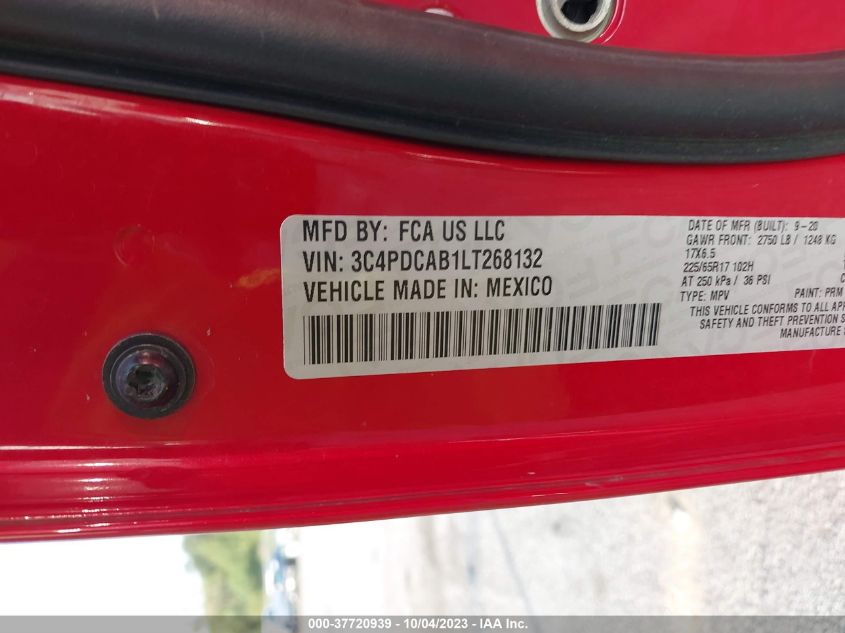 MFD BY: FCA US LLC
VIN: 3C4PDCAB1LT268132
VEHICLE MADE IN: MEXICO
DATE OF MFR (BUILT): 9-20
GAWR FRONT: 2750 LB / 1248 KG
17X6.5
225/65R17 102H
AT 250 kPa / 36 PSI
TYPE: MPV PAINT: PRM
THIS VEHICLE CONFORMS TO ALL APP
SAFETY AND THEFT PREVENTION S
MANUFACTURE S
000-37720939 - 10/04/2023 - IAA Inc.